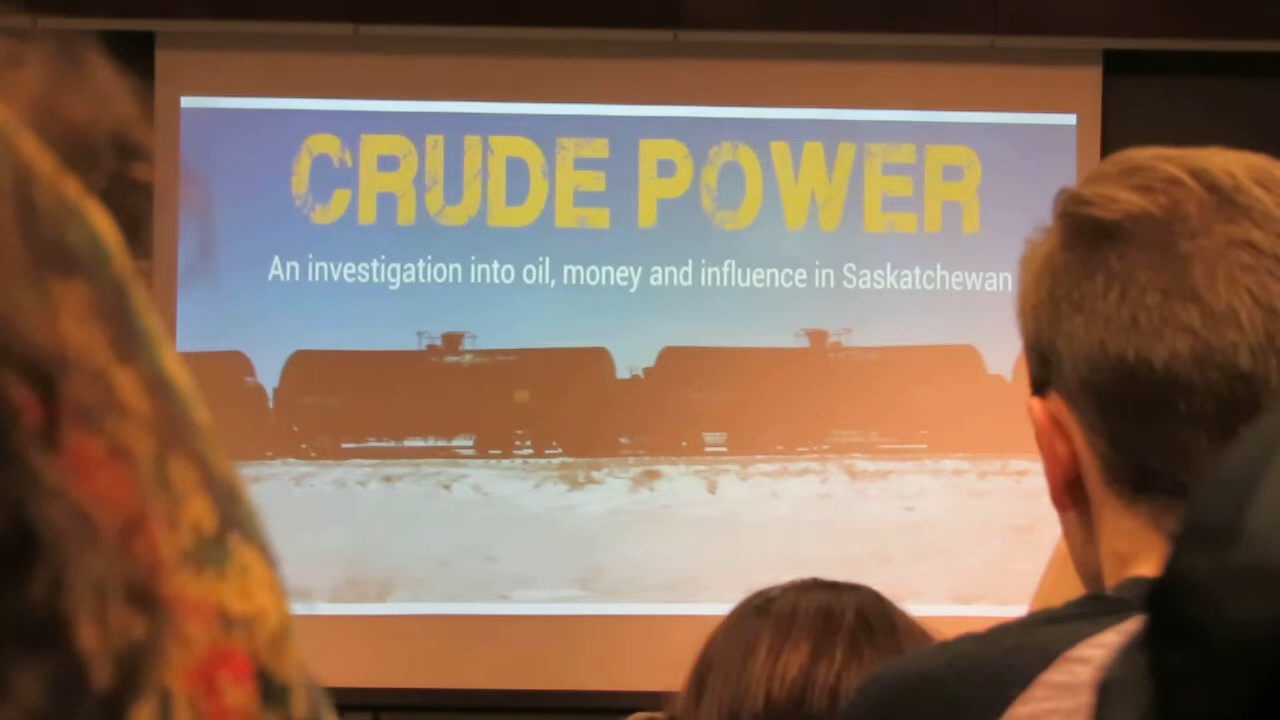 CRUDE POWER
An investigation into oil, money and influence in Saskatchewan